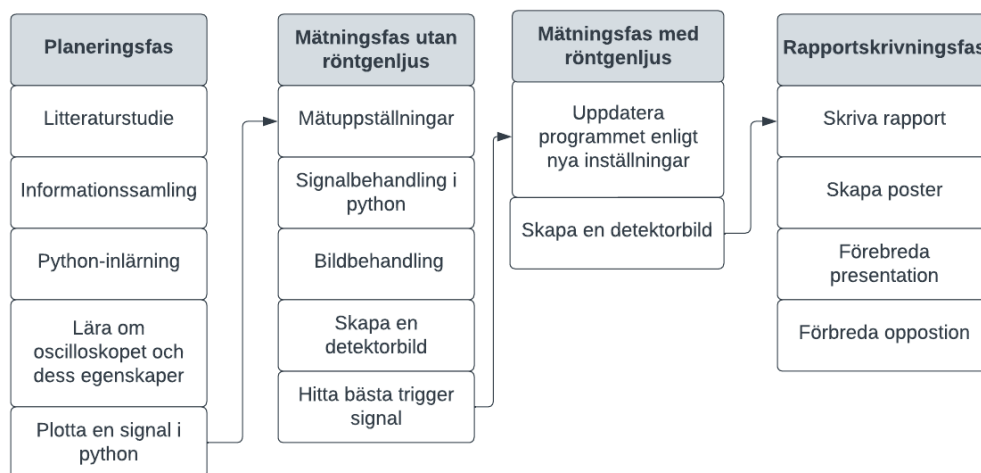 Planeringsfas
Litteraturstudie
Informationssamling
Python-inlärning
Lära om
oscilloskopet och
dess egenskaper
Plotta en signal i
python
Mätningsfas utan
röntgenljus
Mätuppställningar
Signalbehandling i
python
Bildbehandling
Skapa en
detektorbild
Hitta bästa trigger
signal
Mätningsfas med
röntgenljus
Uppdatera
programmet enligt
nya inställningar
Skapa en detektorbild
Rapportskrivningsfas
Skriva rapport
Skapa poster
Förebreda
presentation
Förbreda oppostion